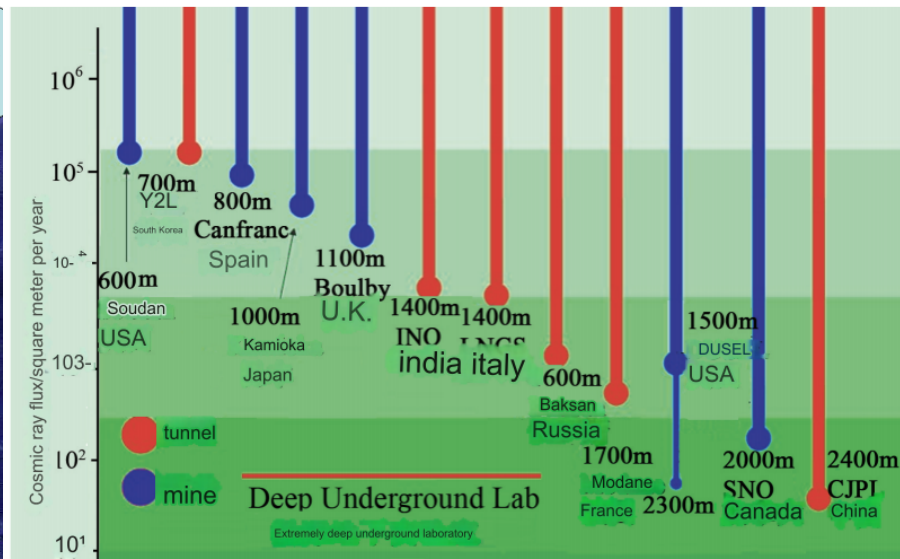 Cosmic ray flux/square meter per year
10⁶
10⁵
10-⁴
103-
10²
10¹
600m
Soudan
USA
700m
Y2L
South Korea
800m
Canfranc
Spain
1000m
Kamioka
Japan
1100m
Boulby
U.K.
1400m
INO
india
1400m
LNGS
italy
600m
Baksan
Russia
1700m
Modane
France
1500m
DUSEL
USA
2300m
2000m
SNO
Canada
2400m
CJPL
China
tunnel
mine
Deep Underground Lab
Extremely deep underground laboratory